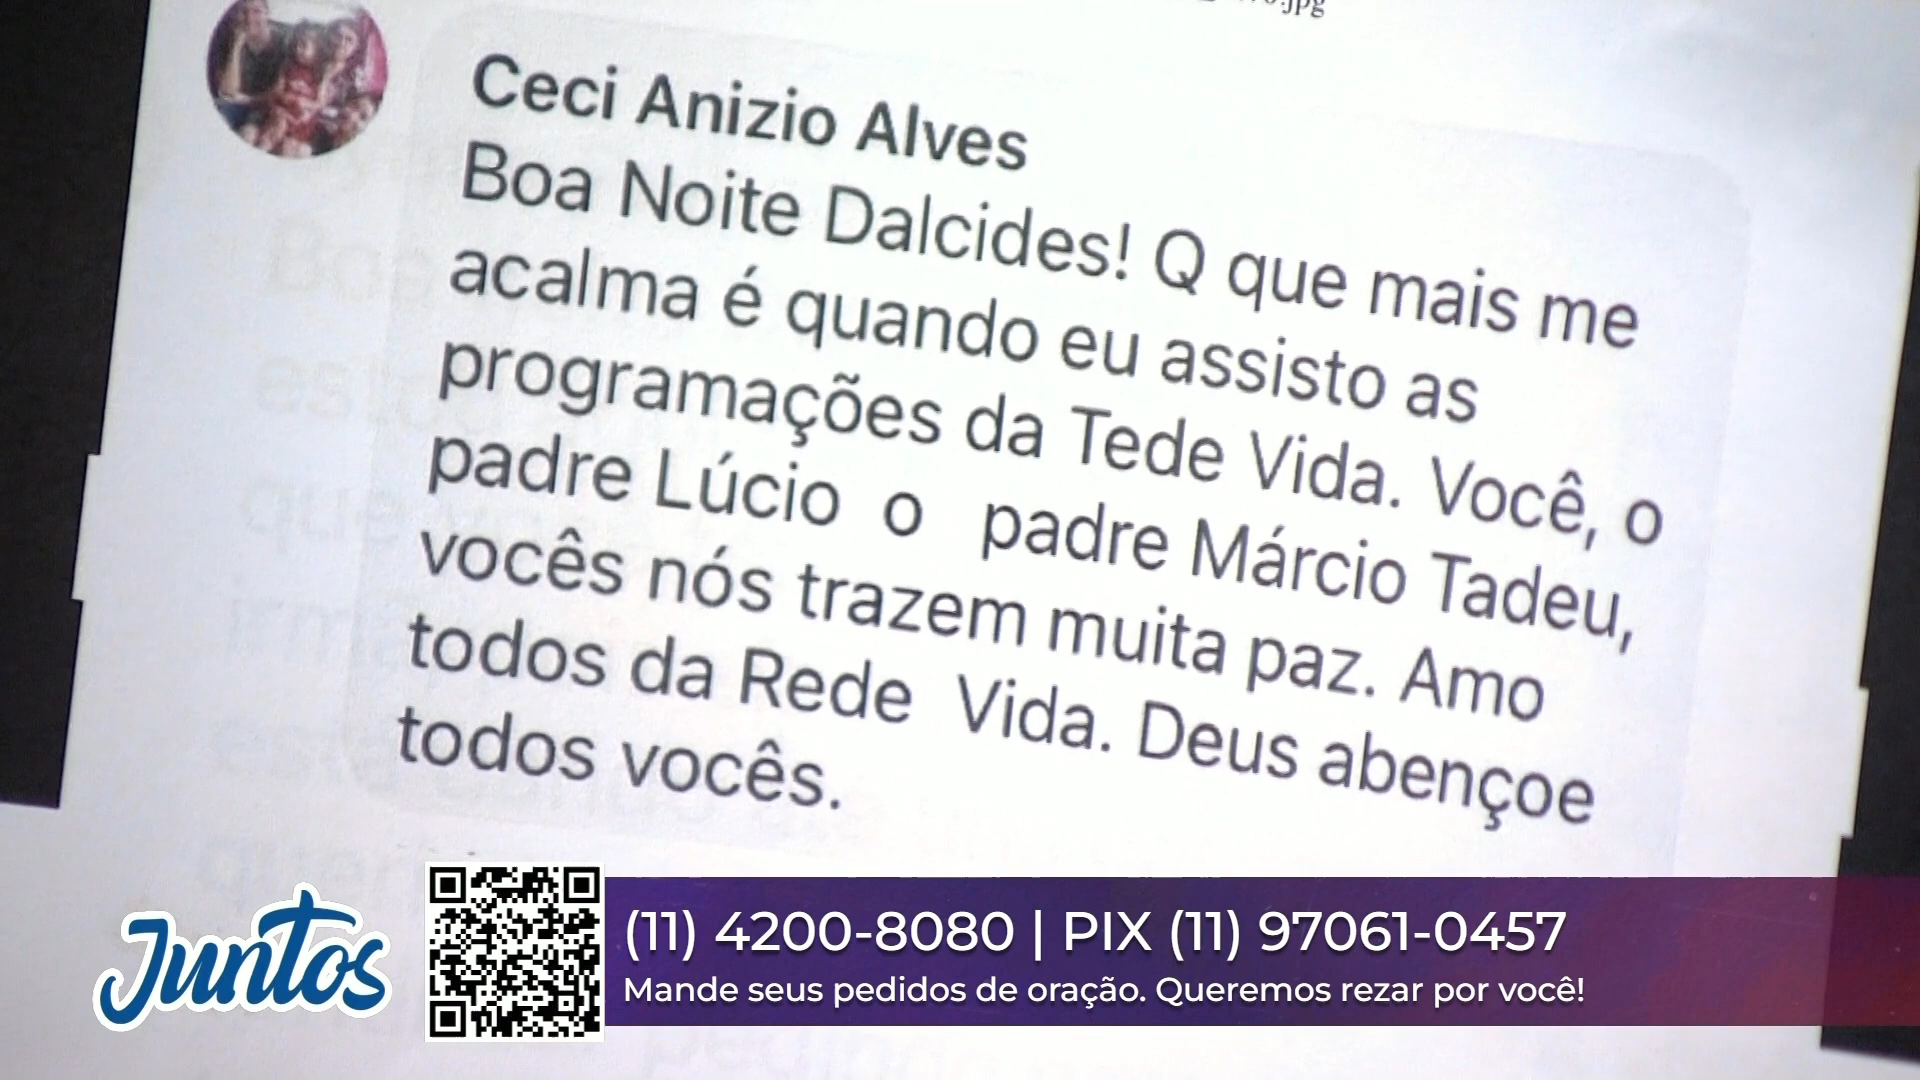 Ceci Anizio Alves
Boa Noite Dalcides! Q que mais me
acalma é quando eu assisto as
programações da Tede Vida. Você, o
padre Lúcio o padre Márcio Tadeu,
vocês nós trazem muita paz. Amo
todos da Rede Vida. Deus abençoe
todos vocês.
Juntos
(11) 4200-8080 | PIX (11) 97061-0457
Mande seus pedidos de oração. Queremos rezar por você!